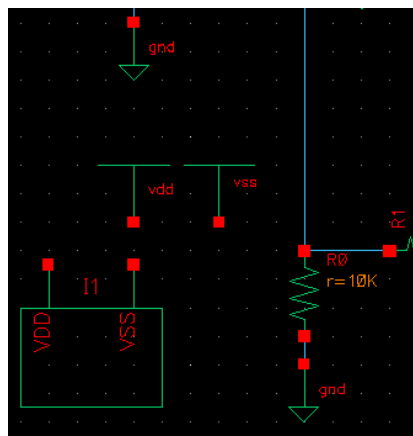 gnd
vdd
vss
R1
R0
r=10K
I1
VDD
VSS
gnd